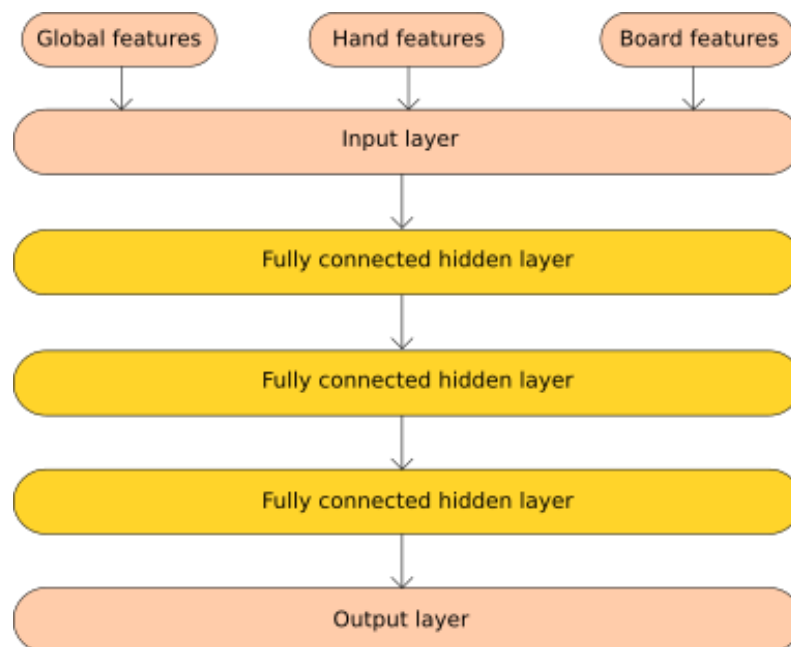 Global features
Hand features
Board features
Input layer
Fully connected hidden layer
Fully connected hidden layer
Fully connected hidden layer
Output layer